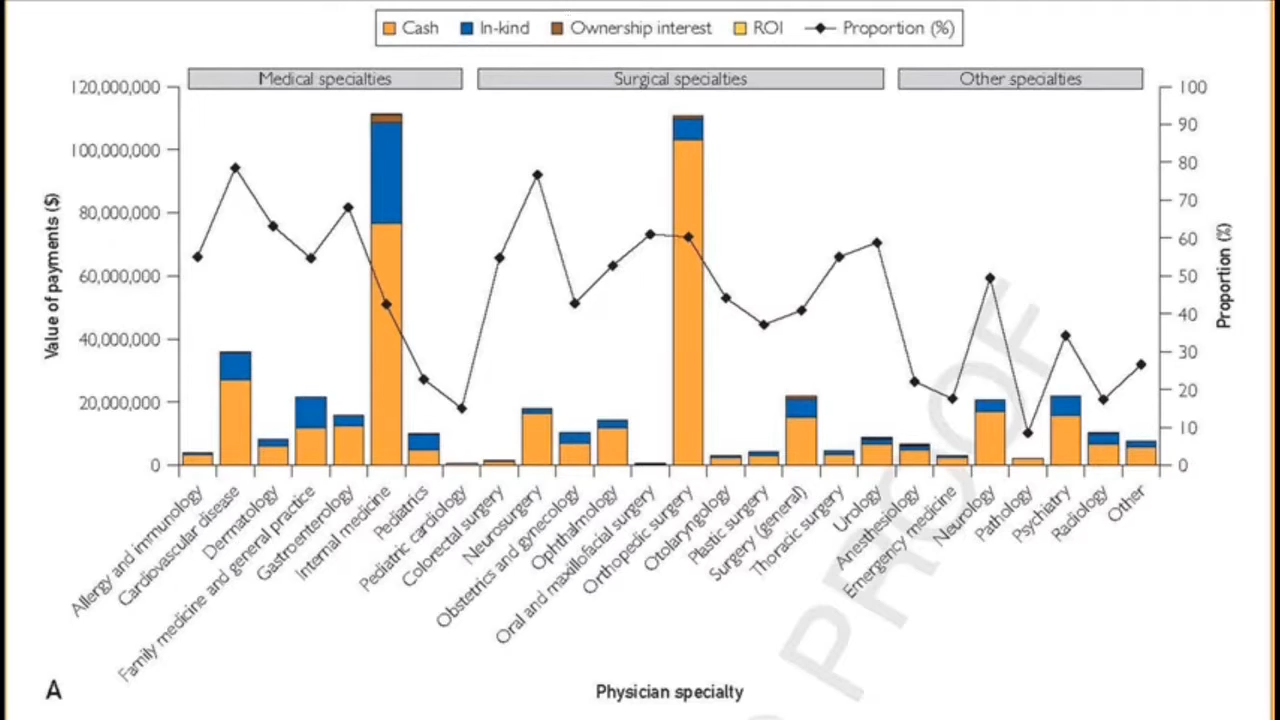 Cash In-kind Ownership interest ROI Proportion (%)
Medical specialties Surgical specialties Other specialties
Value of payments ($)
120,000,000
100,000,000
80,000,000
60,000,000
40,000,000
20,000,000
0
100
90
80
70
60
50
40
30
20
10
0
Proportion (%)
Allergy and immunology
Cardiovascular disease
Dermatology
Family medicine and general practice
Gastroenterology
Internal medicine
Pediatrics
Pediatric cardiology
Colorectal surgery
Neurosurgery
Obstetrics and gynecology
Ophthalmology
Oral and maxillofacial surgery
Orthopedic surgery
Otolaryngology
Plastic surgery
Surgery (general)
Thoracic surgery
Urology
Anesthesiology
Emergency medicine
Neurology
Pathology
Psychiatry
Radiology
Other
A
Physician specialty
PROOF